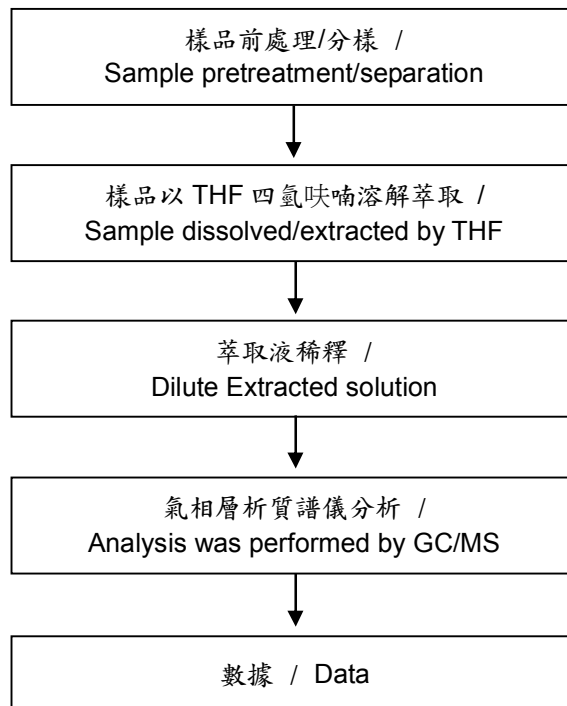 樣品前處理/分樣 /
Sample pretreatment/separation
樣品以 THF 四氫呋喃溶解萃取 /
Sample dissolved/extracted by THF
萃取液稀釋 /
Dilute Extracted solution
氣相層析質譜儀分析 /
Analysis was performed by GC/MS
數據 / Data